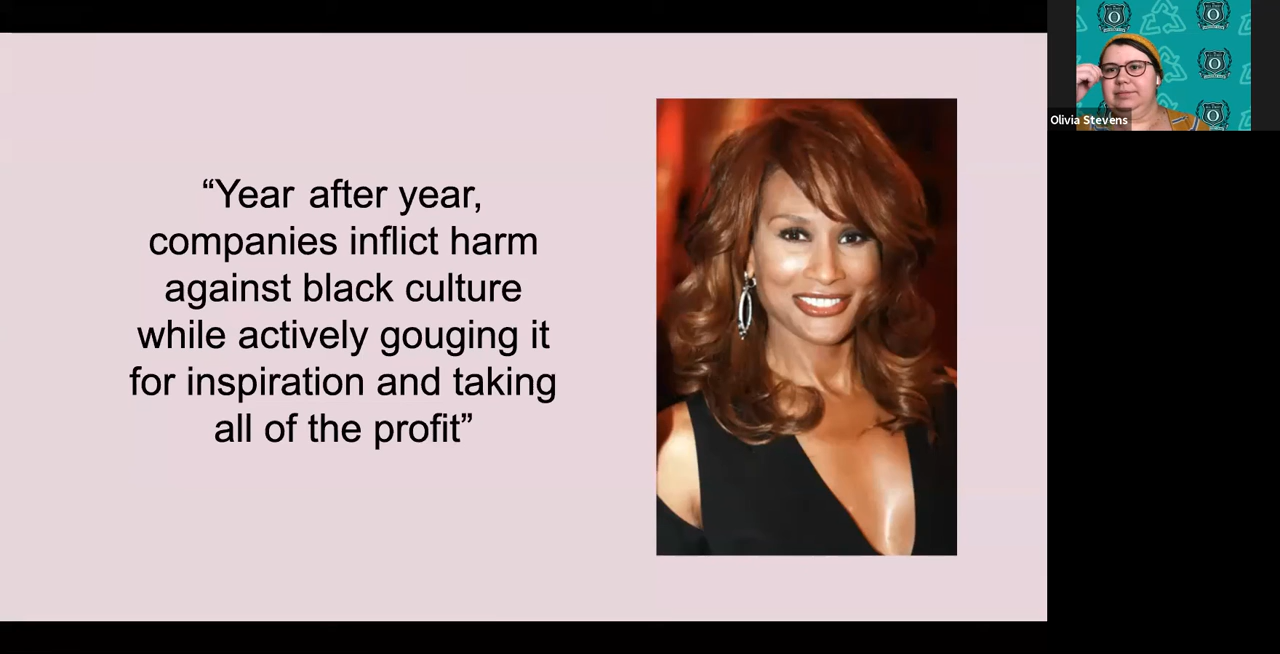 “Year after year,
companies inflict harm
against black culture
while actively gouging it
for inspiration and taking
all of the profit”
Olivia Stevens